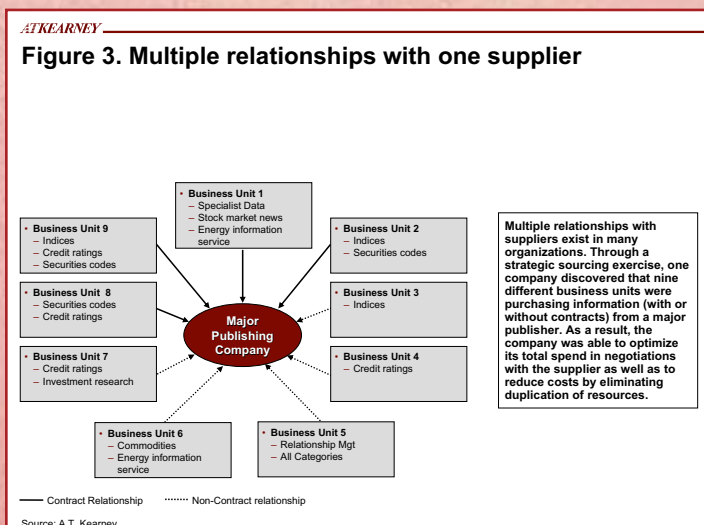 ATKEARNEY
Figure 3. Multiple relationships with one supplier
• Business Unit 1
– Specialist Data
– Stock market news
– Energy information
service
• Business Unit 9
– Indices
– Credit ratings
– Securities codes
• Business Unit 2
– Indices
– Securities codes
• Business Unit 8
– Securities codes
– Credit ratings
• Business Unit 3
– Indices
Major
Publishing
Company
• Business Unit 7
– Credit ratings
– Investment research
• Business Unit 4
– Credit ratings
• Business Unit 6
– Commodities
– Energy information
service
• Business Unit 5
– Relationship Mgt
– All Categories
Multiple relationships with
suppliers exist in many
organizations. Through a
strategic sourcing exercise, one
company discovered that nine
different business units were
purchasing information (with or
without contracts) from a major
publisher. As a result, the
company was able to optimize
its total spend in negotiations
with the supplier as well as to
reduce costs by eliminating
duplication of resources.
Contract Relationship
Non-Contract relationship
Source: A.T. Kearney